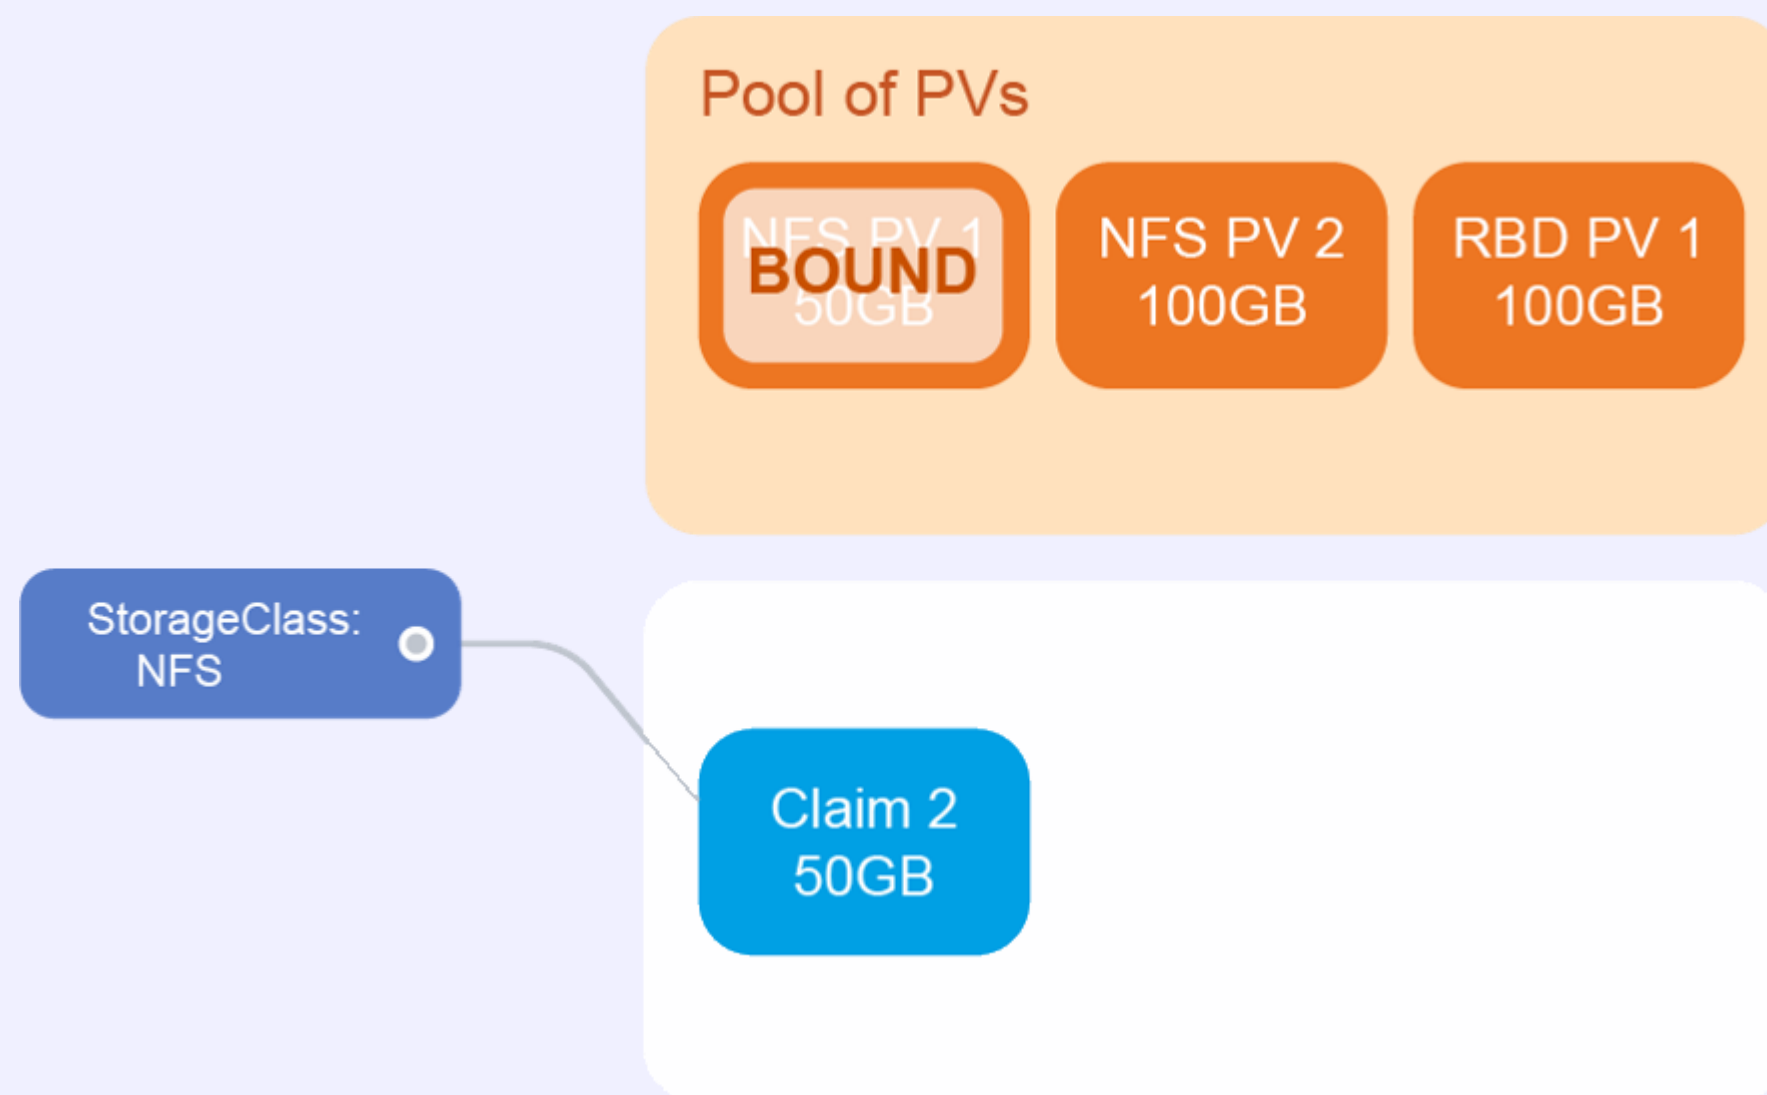 Pool of PVs
NFS PV 1
BOUND
50GB
NFS PV 2
100GB
RBD PV 1
100GB
StorageClass:
NFS
Claim 2
50GB